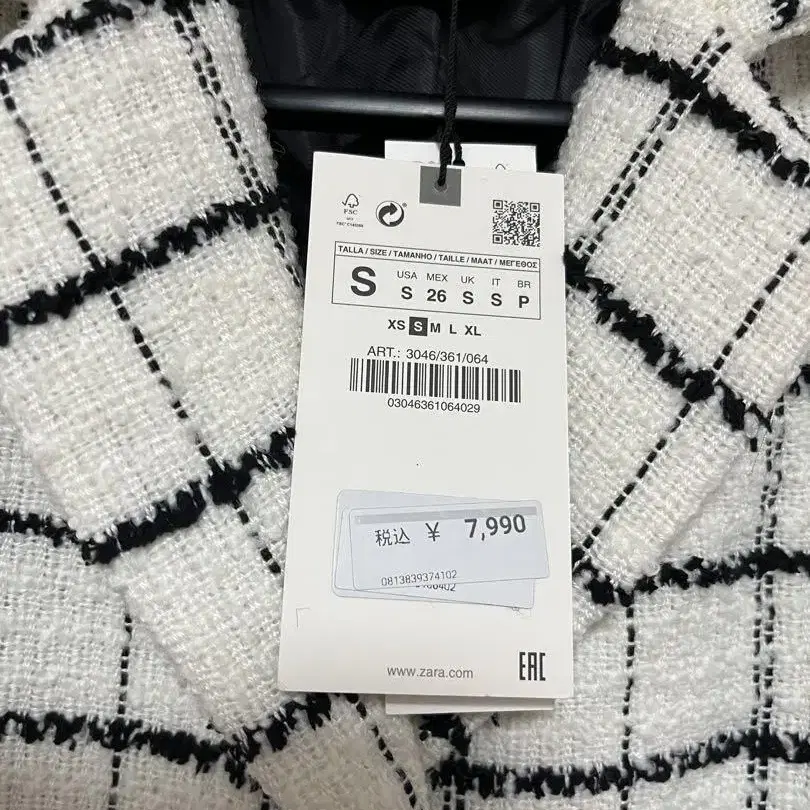 FSC
TALLA / SIZE / TAMANHO / TAILLE / MAAT / ΜΕΓΕΘΟΣ
S USA MEX UK IT BR
S 26 S S P
XS S M L XL
ART.: 3046/361/064
03046361064029
税込 ¥ 7,990
0813839374102
www.zara.com
EAC